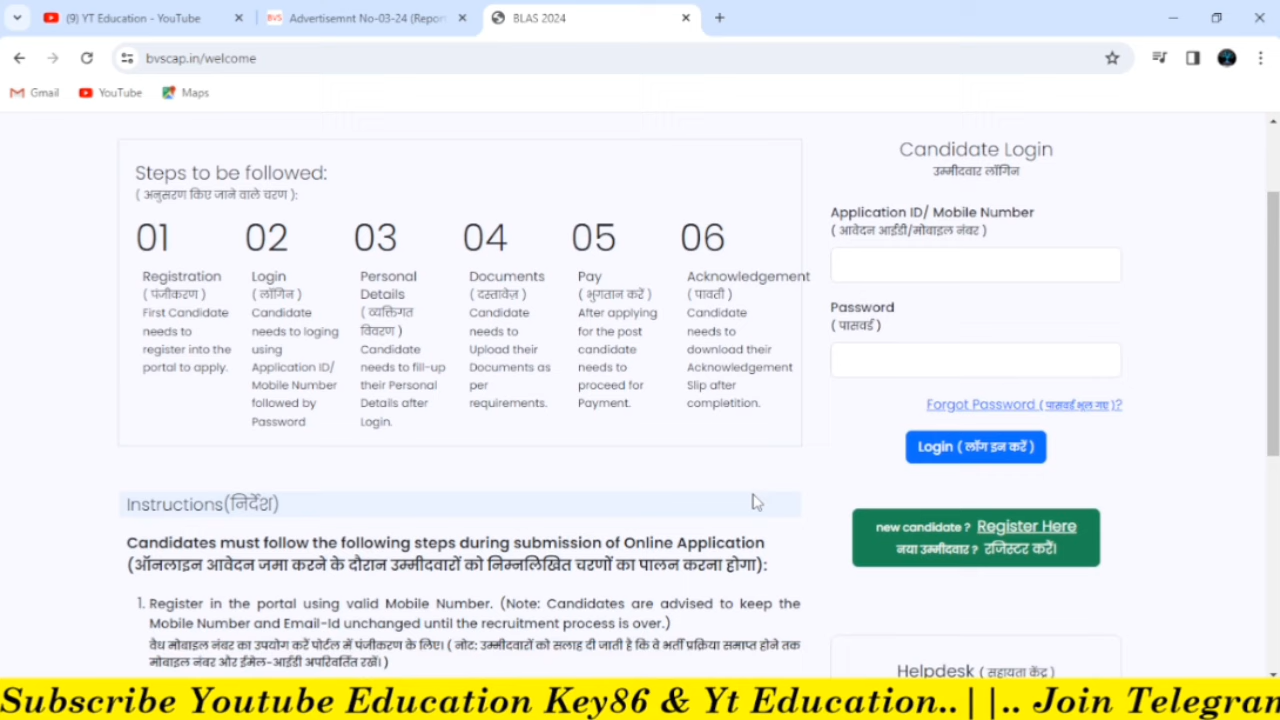 (9) YT Education - YouTube
Advertisemnt No-03-24 (Repor
BLAS 2024
bvscap.in/welcome
Gmail
YouTube
Maps
Steps to be followed:
( अनुसरण किए जाने वाले चरण ):
01
02
03
04
05
06
Registration
( पंजीकरण )
First Candidate
needs to
register into the
portal to apply.
Login
( लॉगिन )
Candidate
needs to loging
using
Application ID/
Mobile Number
followed by
Password
Personal
Details
( व्यक्तिगत
विवरण )
Candidate
needs to fill-up
their Personal
Details after
Login.
Documents
( दस्तावेज़ )
Candidate
needs to
Upload their
Documents as
per
requirements.
Pay
( भुगतान करें )
After applying
for the post
candidate
needs to
proceed for
Payment.
Acknowledgement
( पावती )
Candidate
needs to
download their
Acknowledgement
Slip after
completition.
Candidate Login
उम्मीदवार लॉगिन
Application ID/ Mobile Number
( आवेदन आईडी/मोबाइल नंबर )
Password
( पासवर्ड )
Forgot Password ( पासवर्ड भूल गए )?
Login ( लॉग इन करें )
new candidate ? Register Here
नया उम्मीदवार ? रजिस्टर करें।
Helpdesk ( सहायता केंद्र )
Instructions(निर्देश)
Candidates must follow the following steps during submission of Online Application
(ऑनलाइन आवेदन जमा करने के दौरान उम्मीदवारों को निम्नलिखित चरणों का पालन करना होगा):
1. Register in the portal using valid Mobile Number. (Note: Candidates are advised to keep the
Mobile Number and Email-Id unchanged until the recruitment process is over.)
वैध मोबाइल नंबर का उपयोग करें पोर्टल में पंजीकरण के लिए। ( नोट: उम्मीदवारों को सलाह दी जाती है कि वे भर्ती प्रक्रिया समाप्त होने तक
मोबाइल नंबर और ईमेल-आईडी अपरिवर्तित रखें। )
Subscribe Youtube Education Key86 & Yt Education..||.. Join Telegram